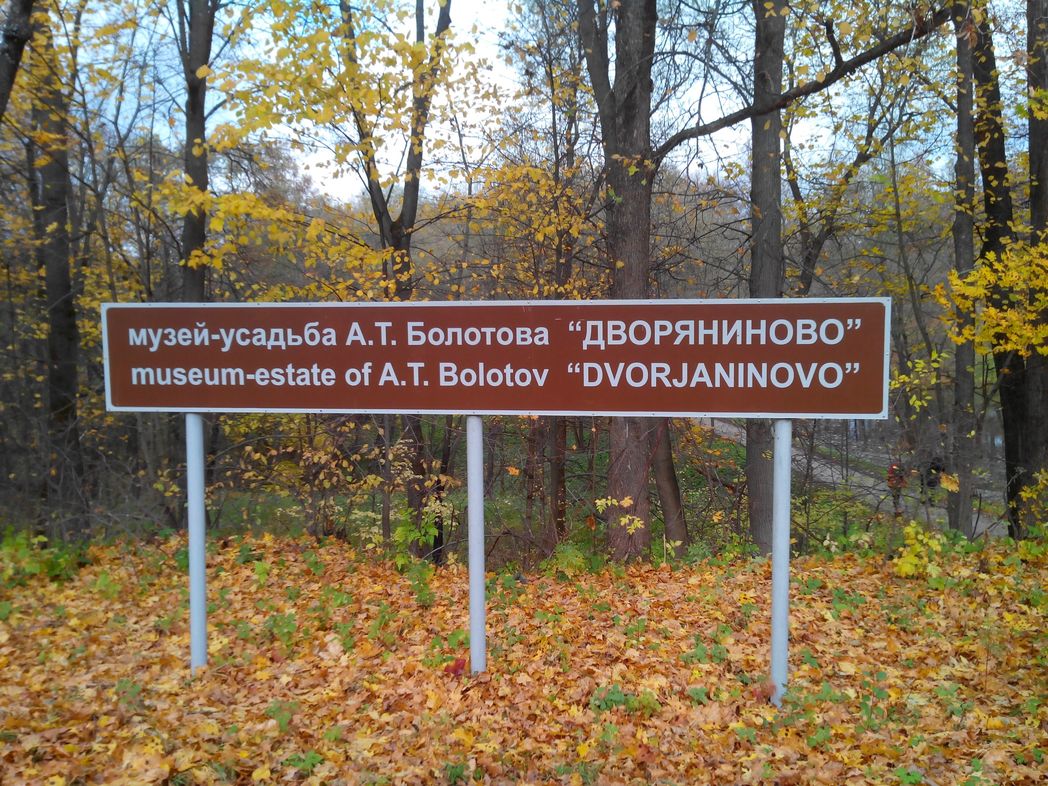 музей-усадьба А.Т. Болотова “ДВОРЯНИНОВО”
museum-estate of A.T. Bolotov “DVORJANINOVO”